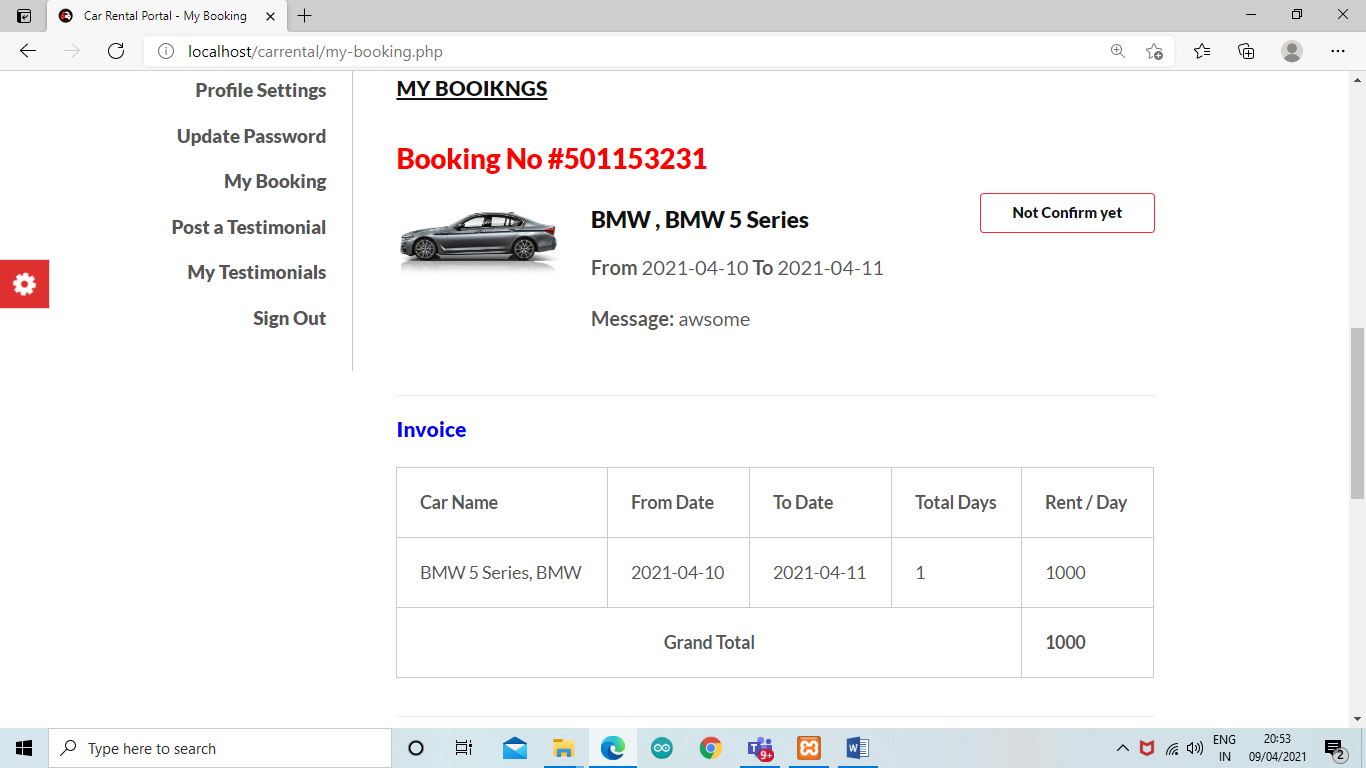 Car Rental Portal - My Booking
localhost/carrental/my-booking.php
Profile Settings
Update Password
My Booking
Post a Testimonial
My Testimonials
Sign Out
MY BOOIKNGS
Booking No #501153231
BMW , BMW 5 Series
Not Confirm yet
From 2021-04-10 To 2021-04-11
Message: awsome
Invoice
Car Name From Date To Date Total Days Rent / Day
BMW 5 Series, BMW 2021-04-10 2021-04-11 1 1000
Grand Total 1000
Type here to search
9+
ENG
IN
20:53
09/04/2021
2